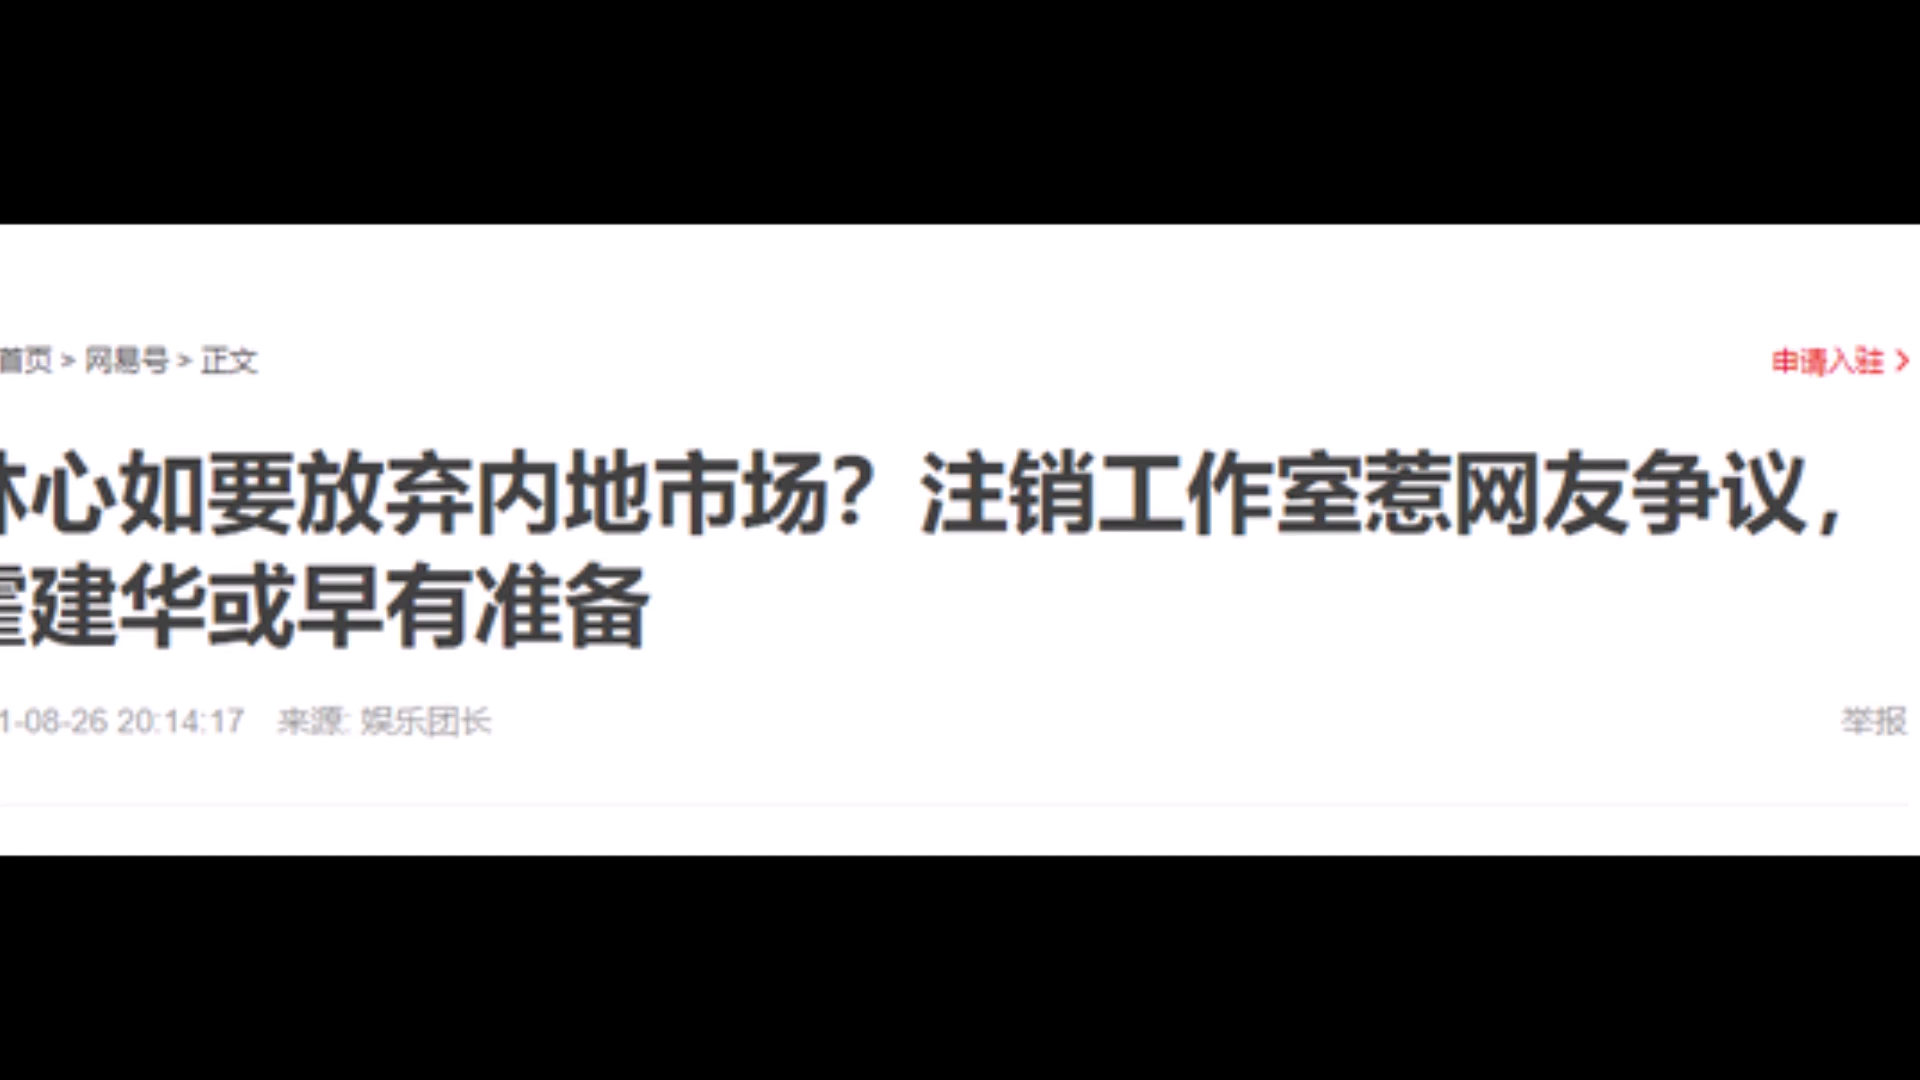 首页 > 网易号 > 正文
申请入驻 >
林心如要放弃内地市场？注销工作室惹网友争议，
霍建华或早有准备
1-08-26 20:14:17 来源: 娱乐团长
举报